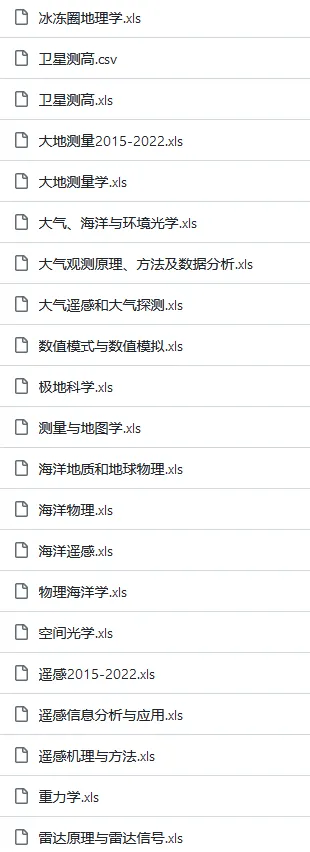 冰冻圈地理学.xls
卫星测高.csv
卫星测高.xls
大地测量2015-2022.xls
大地测量学.xls
大气、海洋与环境光学.xls
大气观测原理、方法及数据分析.xls
大气遥感和大气探测.xls
数值模式与数值模拟.xls
极地科学.xls
测量与地图学.xls
海洋地质和地球物理.xls
海洋物理.xls
海洋遥感.xls
物理海洋学.xls
空间光学.xls
遥感2015-2022.xls
遥感信息分析与应用.xls
遥感机理与方法.xls
重力学.xls
雷达原理与雷达信号.xls